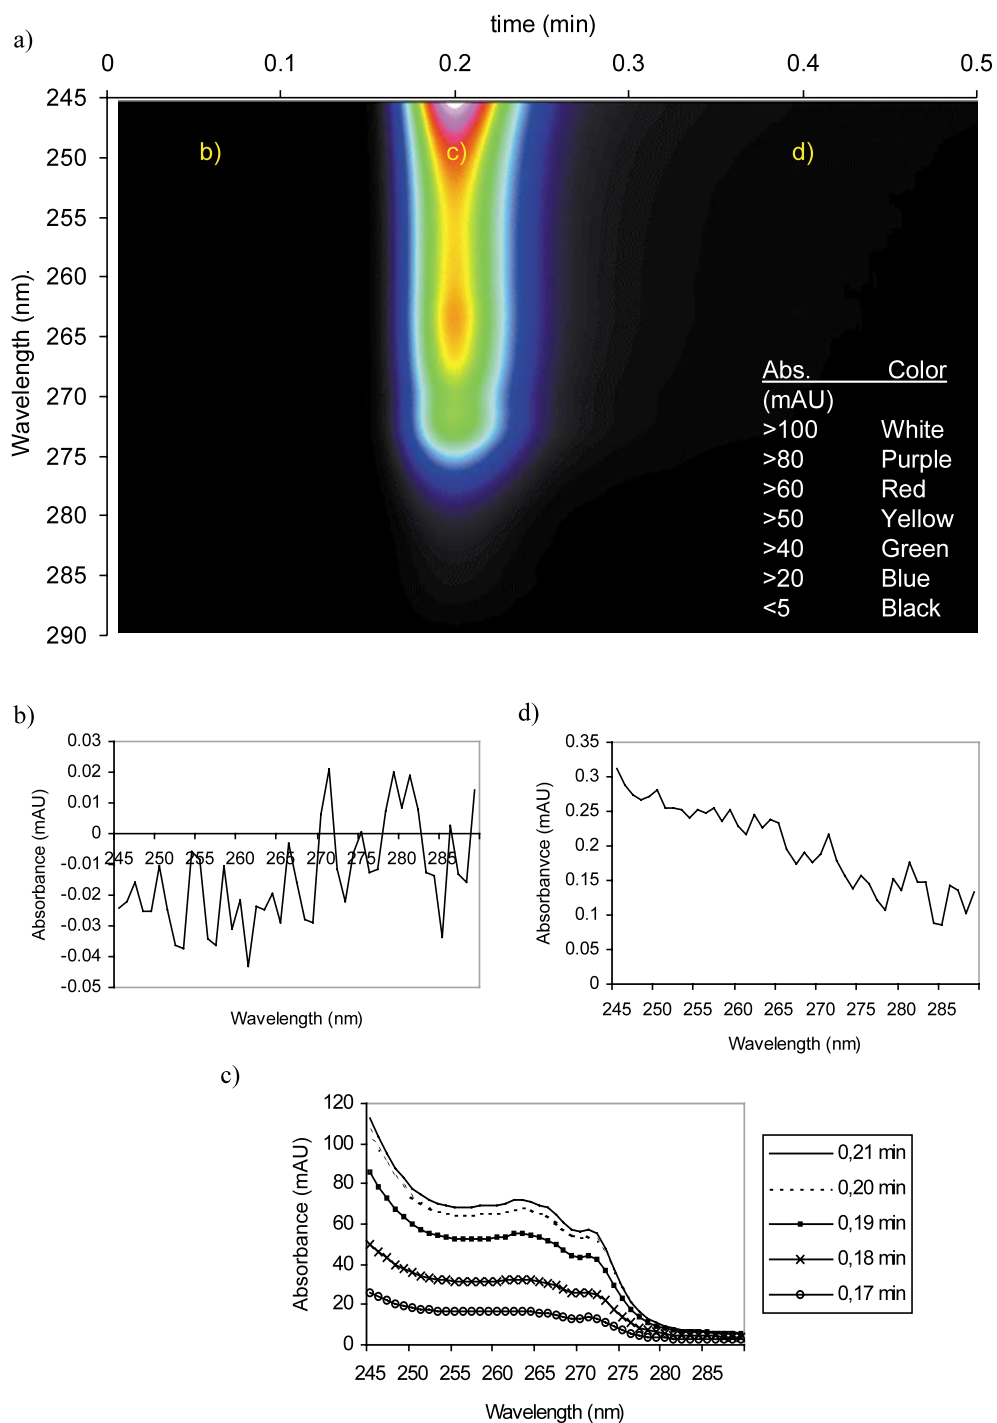 a)
time (min)
0 0.1 0.2 0.3 0.4 0.5
Wavelength (nm).
245
250
255
260
265
270
275
280
285
290
b) c) d)
Abs. Color
(mAU)
>100 White
>80 Purple
>60 Red
>50 Yellow
>40 Green
>20 Blue
<5 Black
b)
Absorbance (mAU)
0.03
0.02
0.01
0
-0.01
-0.02
-0.03
-0.04
-0.05
245 250 255 260 265 270 275 280 285
Wavelength (nm)
d)
Absorbanvce (mAU)
0.35
0.3
0.25
0.2
0.15
0.1
0.05
0
245 250 255 260 265 270 275 280 285
Wavelength (nm)
c)
Absorbance (mAU)
120
100
80
60
40
20
0
245 250 255 260 265 270 275 280 285
Wavelength (nm)
0,21 min
0,20 min
0,19 min
0,18 min
0,17 min